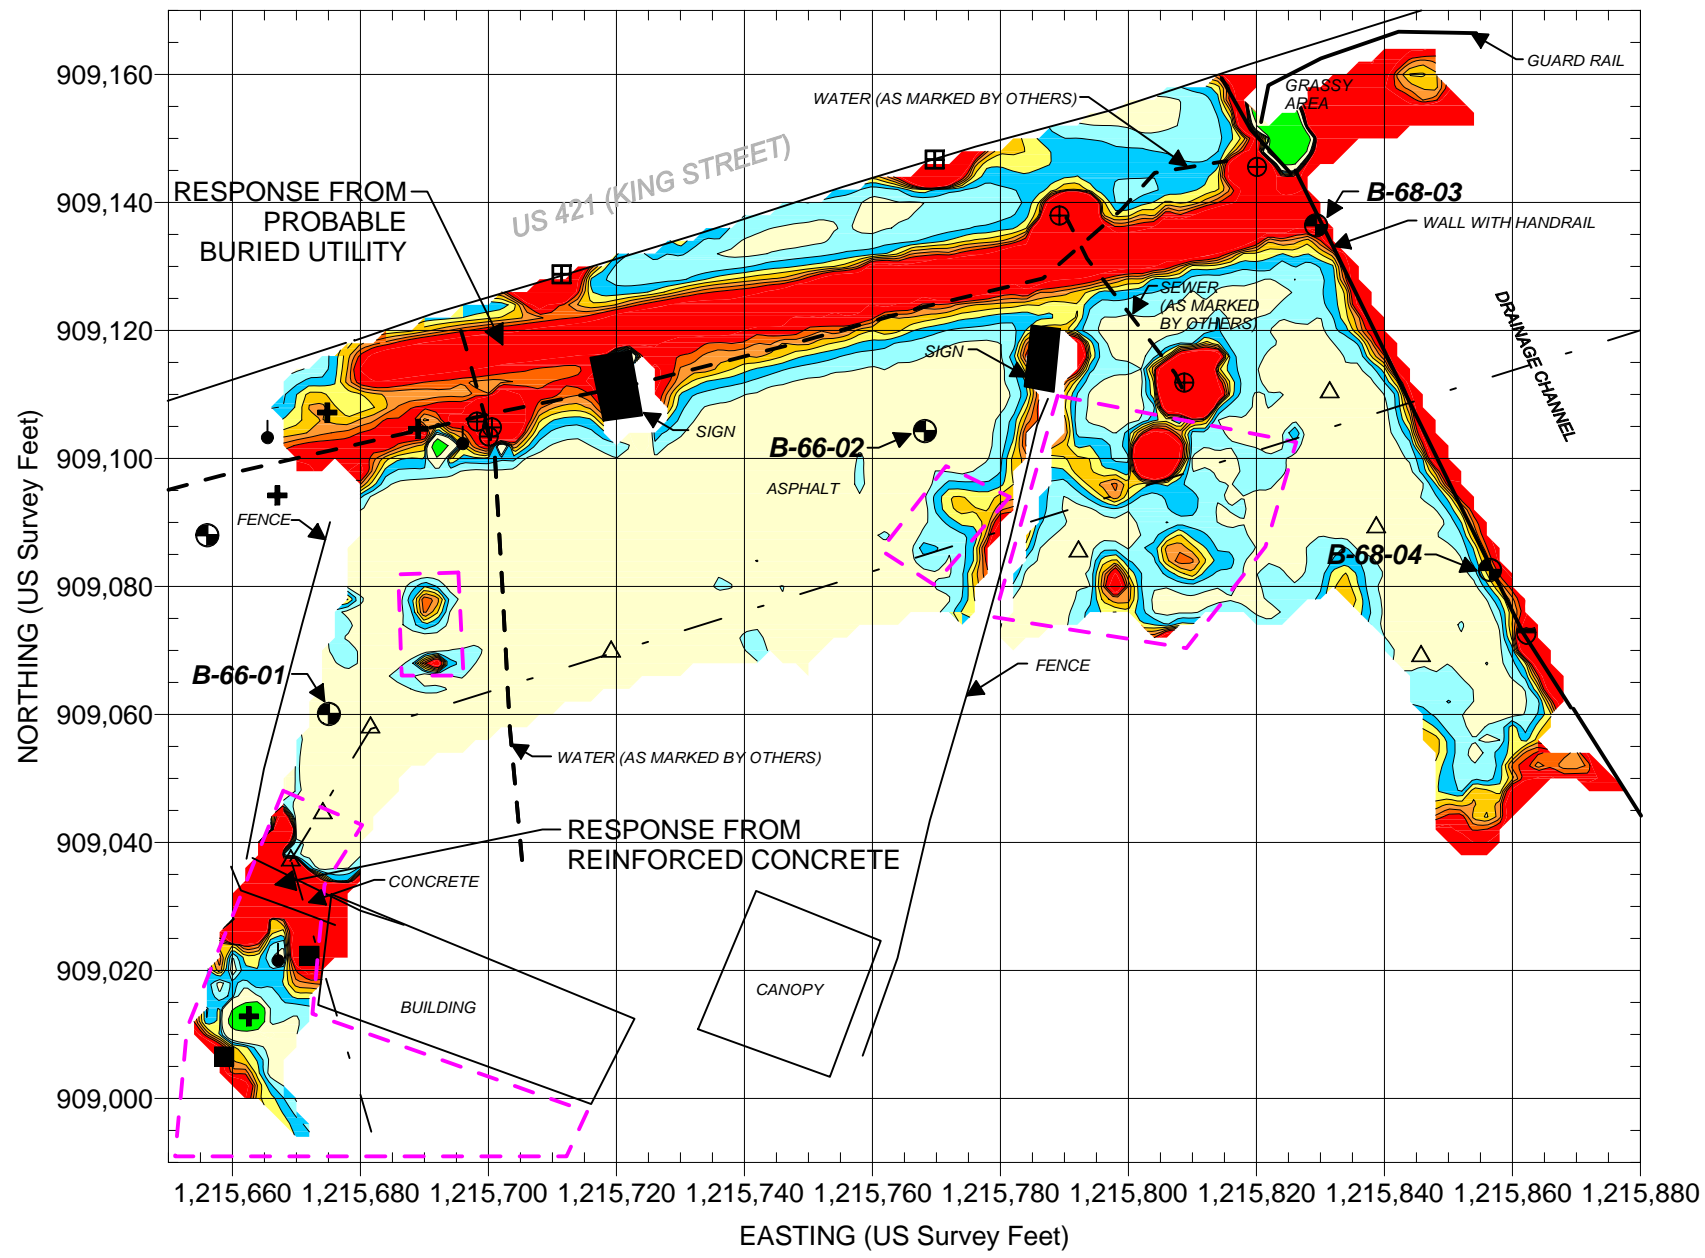 GUARD RAIL
909,160
GRASSY
AREA
WATER (AS MARKED BY OTHERS)
US 421 (KING STREET)
RESPONSE FROM
PROBABLE
BURIED UTILITY
B-68-03
909,140
WALL WITH HANDRAIL
DRAINAGE CHANNEL
SEWER
(AS MARKED
BY OTHERS)
909,120
SIGN
SIGN
B-66-02
909,100
ASPHALT
FENCE
B-68-04
909,080
B-66-01
FENCE
909,060
WATER (AS MARKED BY OTHERS)
RESPONSE FROM
REINFORCED CONCRETE
909,040
CONCRETE
909,020
BUILDING
CANOPY
909,000
NORTHING (US Survey Feet)
1,215,660 1,215,680 1,215,700 1,215,720 1,215,740 1,215,760 1,215,780 1,215,800 1,215,820 1,215,840 1,215,860 1,215,880
EASTING (US Survey Feet)